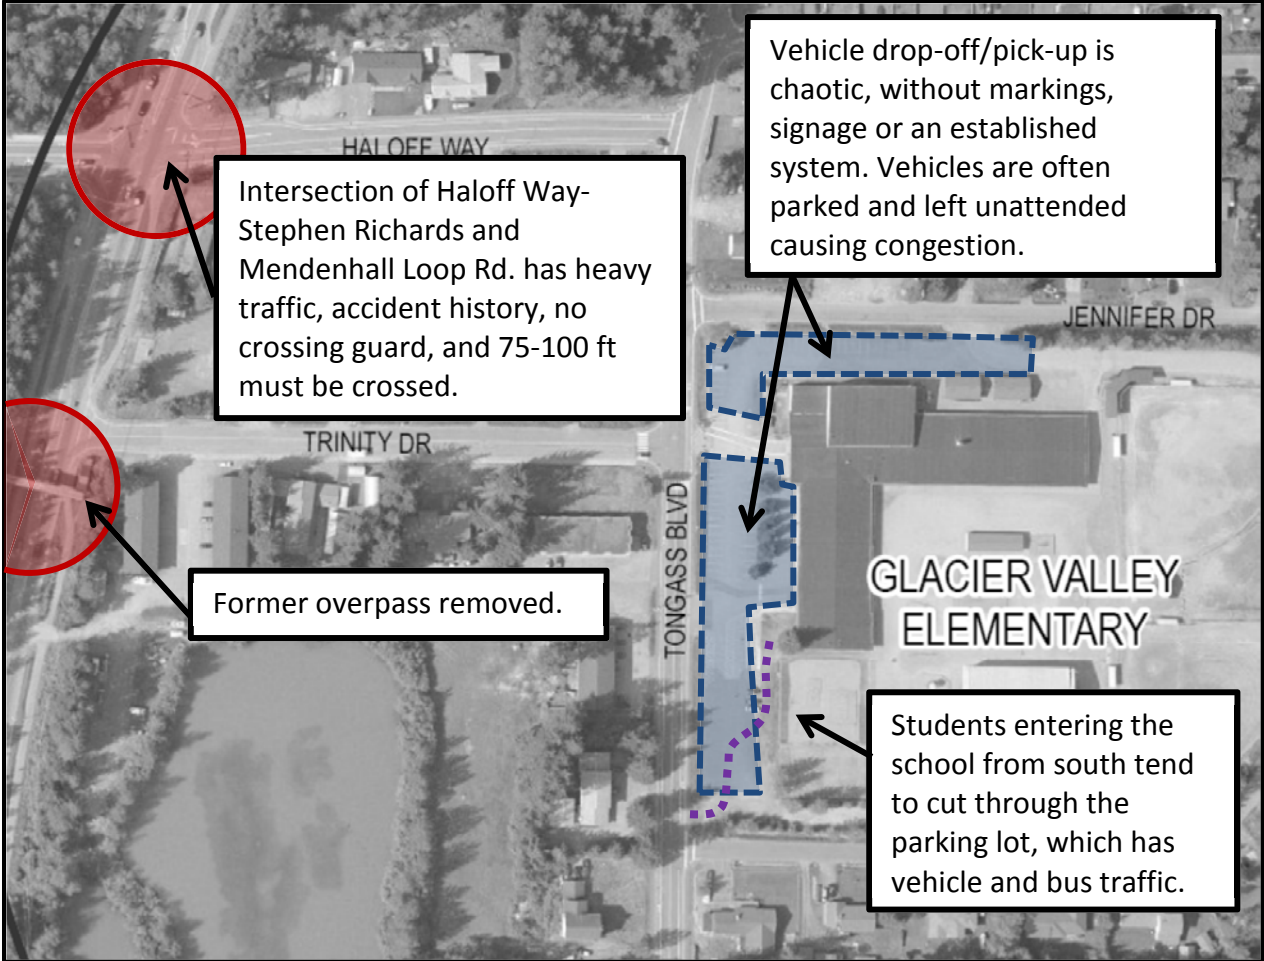 Vehicle drop-off/pick-up is
chaotic, without markings,
signage or an established
system. Vehicles are often
parked and left unattended
causing congestion.
HALOFF WAY
Intersection of Haloff Way-
Stephen Richards and
Mendenhall Loop Rd. has heavy
traffic, accident history, no
crossing guard, and 75-100 ft
must be crossed.
JENNIFER DR
TRINITY DR
TONGASS BLVD
GLACIER VALLEY
ELEMENTARY
Former overpass removed.
Students entering the
school from south tend
to cut through the
parking lot, which has
vehicle and bus traffic.